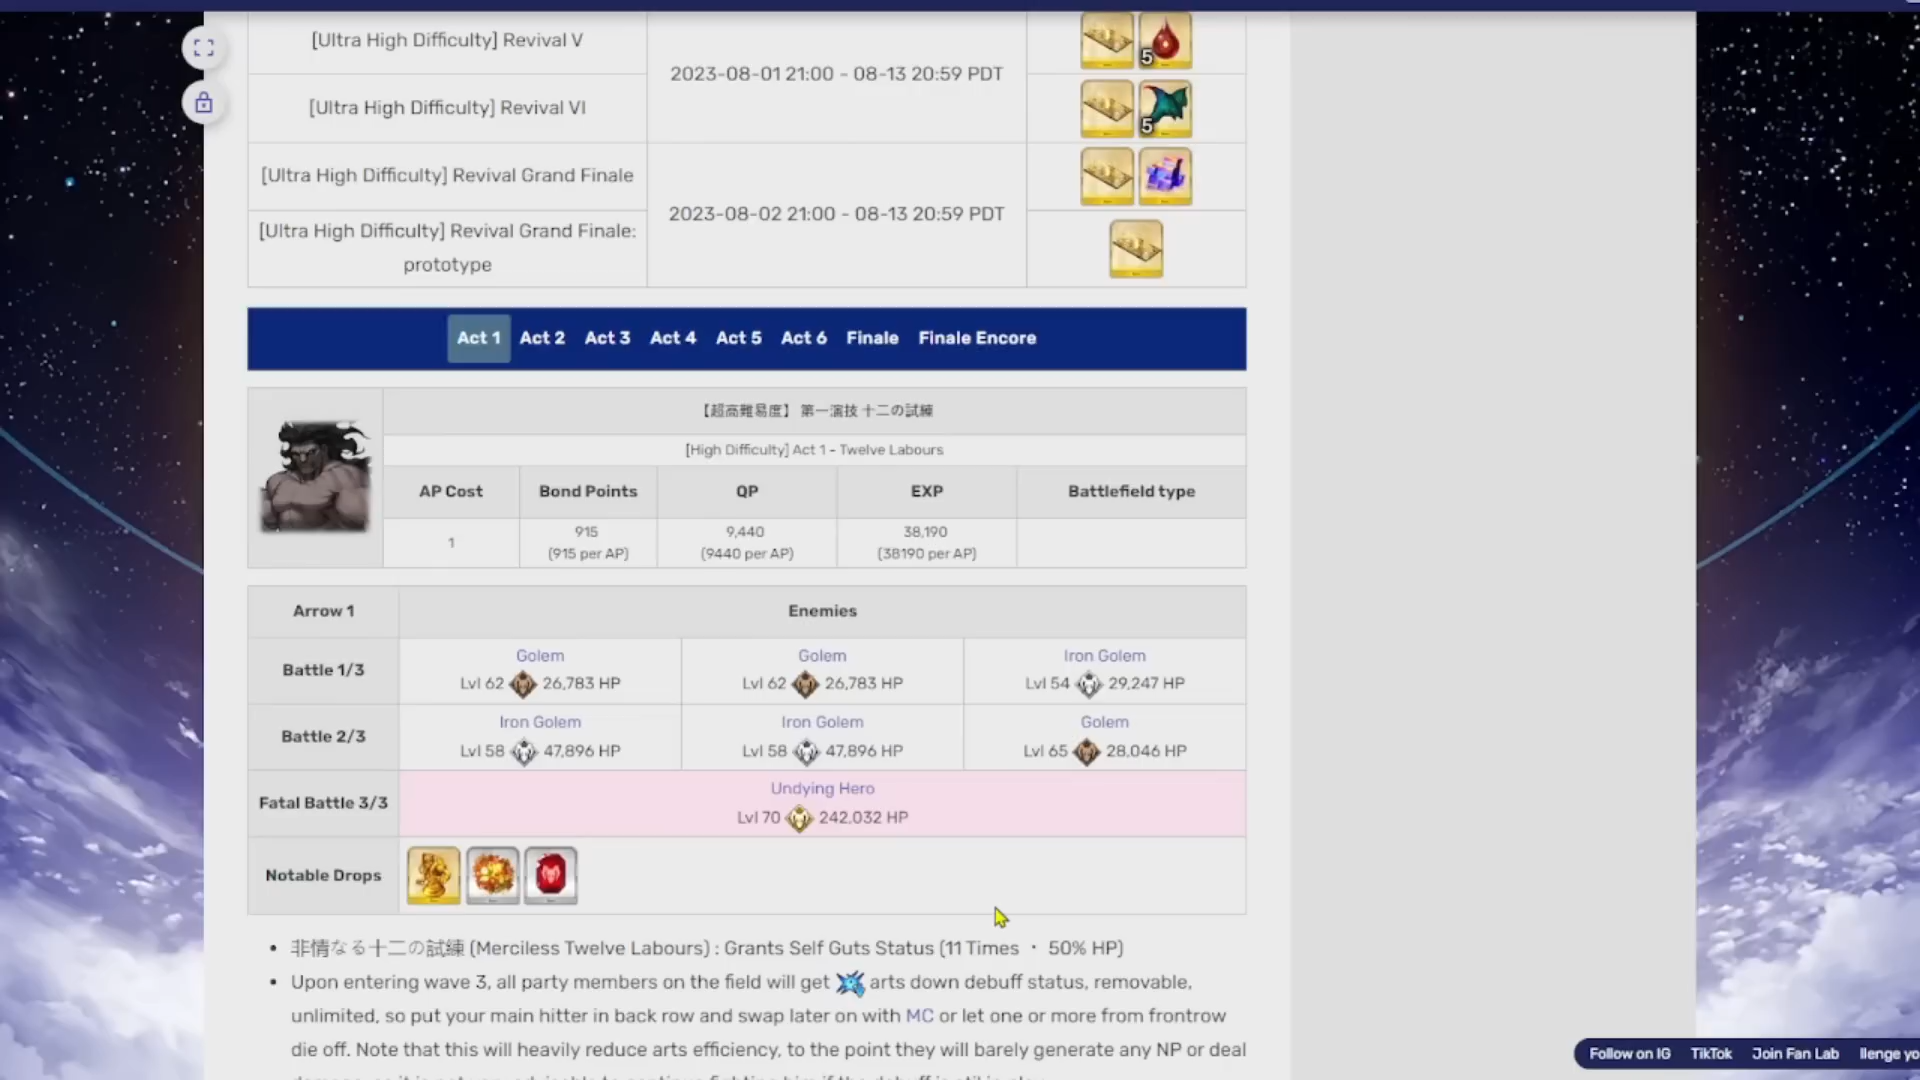 [Ultra High Difficulty] Revival V
5
2023-08-01 21:00 - 08-13 20:59 PDT
[Ultra High Difficulty] Revival VI
5
[Ultra High Difficulty] Revival Grand Finale
2023-08-02 21:00 - 08-13 20:59 PDT
[Ultra High Difficulty] Revival Grand Finale:
prototype
Act 1 Act 2 Act 3 Act 4 Act 5 Act 6 Finale Finale Encore
【超高難易度】 第一演技 十二の試練
[High Difficulty] Act 1 - Twelve Labours
AP Cost Bond Points QP EXP Battlefield type
1 915 9,440 38,190
(915 per AP) (9440 per AP) (38190 per AP)
Arrow 1 Enemies
Battle 1/3 Golem Golem Iron Golem
Lvl 62 26,783 HP Lvl 62 26,783 HP Lvl 54 29,247 HP
Battle 2/3 Iron Golem Iron Golem Golem
Lvl 58 47,896 HP Lvl 58 47,896 HP Lvl 65 28,046 HP
Fatal Battle 3/3 Undying Hero
Lvl 70 242,032 HP
Notable Drops
• 非情なる十二の試練 (Merciless Twelve Labours) : Grants Self Guts Status (11 Times ・ 50% HP)
• Upon entering wave 3, all party members on the field will get arts down debuff status, removable,
unlimited, so put your main hitter in back row and swap later on with MC or let one or more from frontrow
die off. Note that this will heavily reduce arts efficiency, to the point they will barely generate any NP or deal
Follow on IG TikTok Join Fan Lab llenge yo